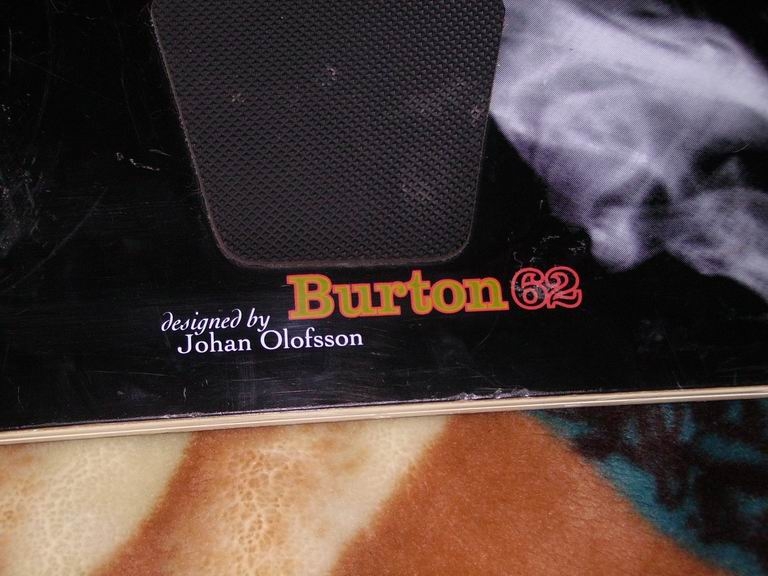 Burton 62
designed by
Johan Olofsson